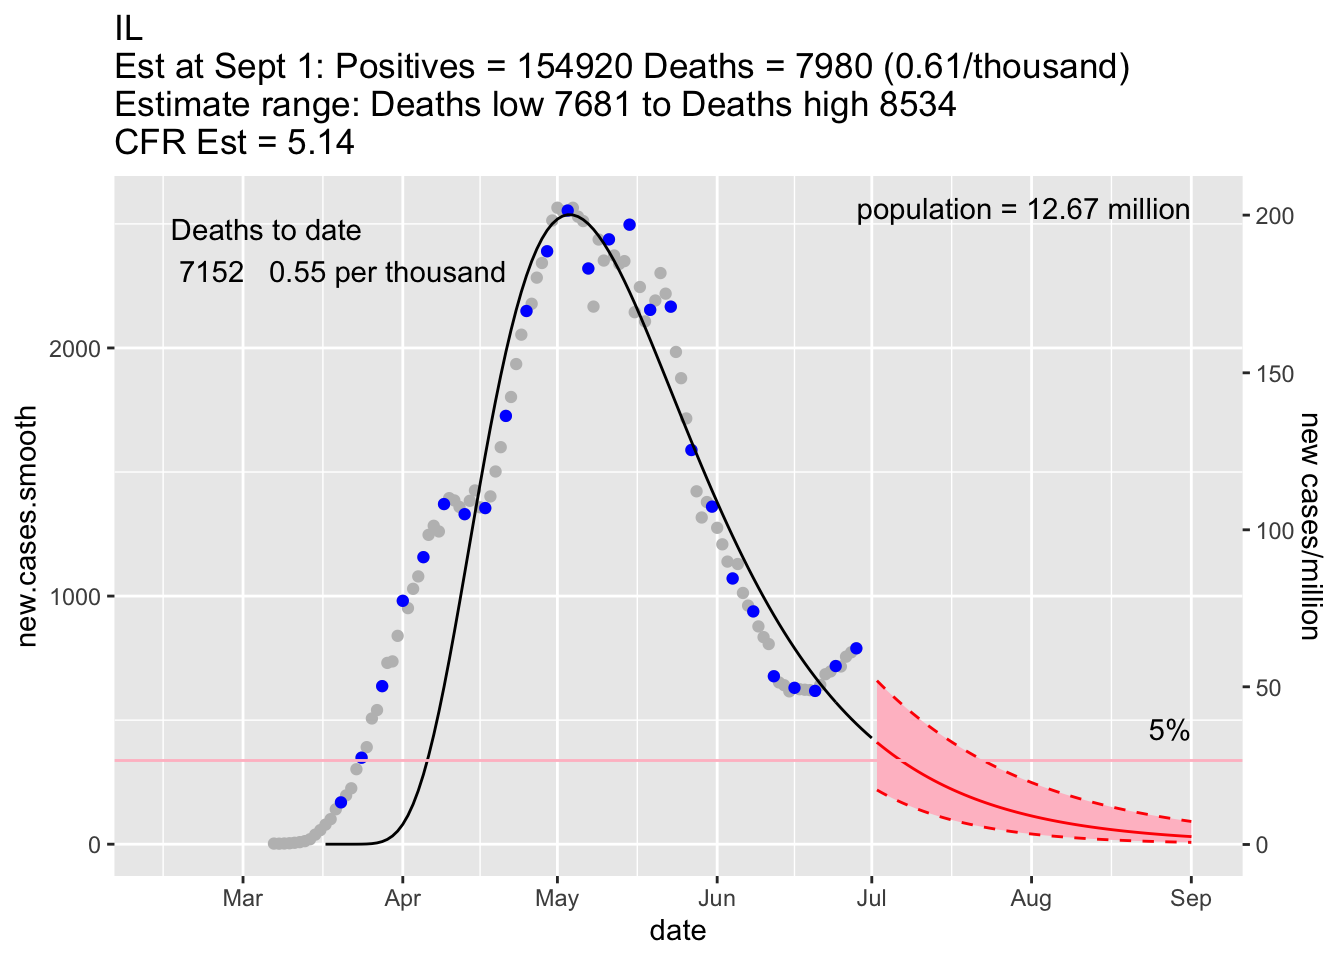 IL
Est at Sept 1: Positives = 154920 Deaths = 7980 (0.61/thousand)
Estimate range: Deaths low 7681 to Deaths high 8534
CFR Est = 5.14
Deaths to date
7152 0.55 per thousand
population = 12.67 million
5%
new.cases.smooth
2000
1000
0
200
150
100
50
0
new cases/million
Mar Apr May Jun Jul Aug Sep
date